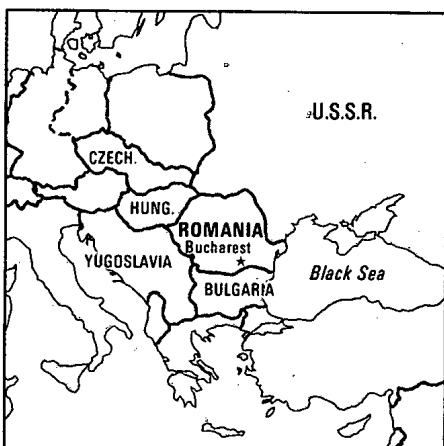 U.S.S.R.
CZECH.
HUNG.
ROMANIA
Bucharest
YUGOSLAVIA
Black Sea
BULGARIA